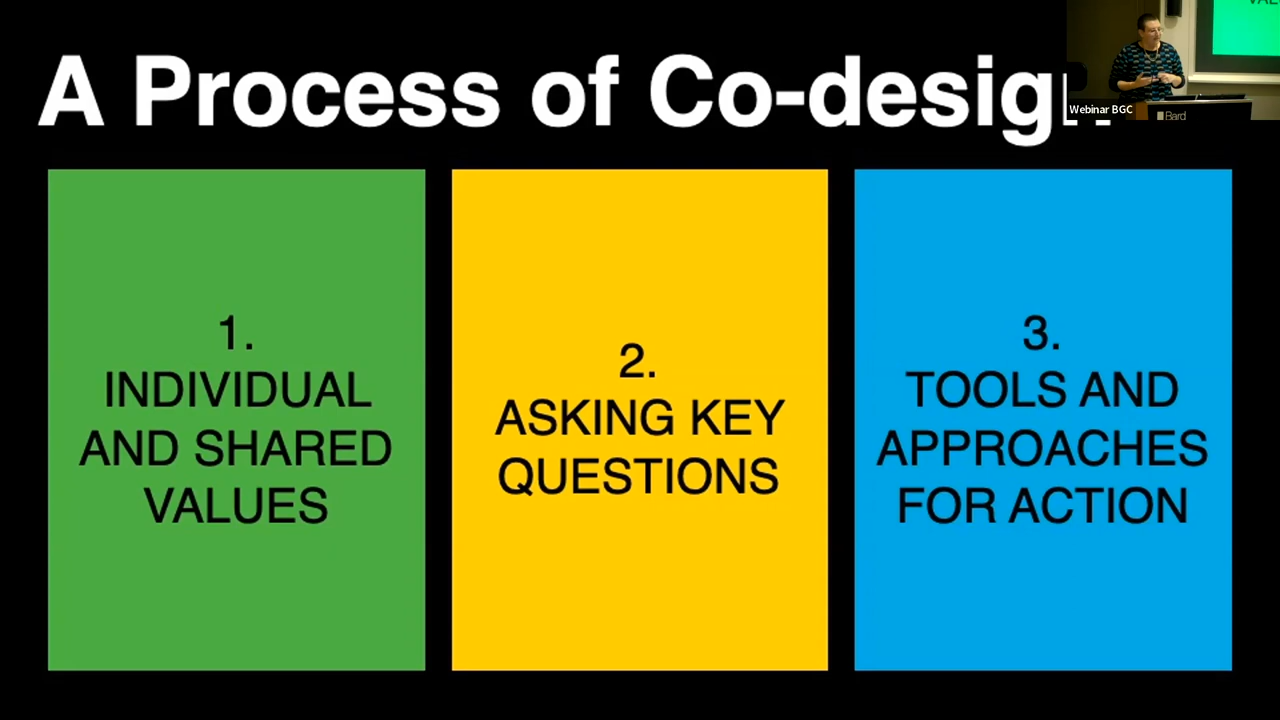 A Process of Co-design
Webinar BGC
Bard
1.
INDIVIDUAL
AND SHARED
VALUES
2.
ASKING KEY
QUESTIONS
3.
TOOLS AND
APPROACHES
FOR ACTION